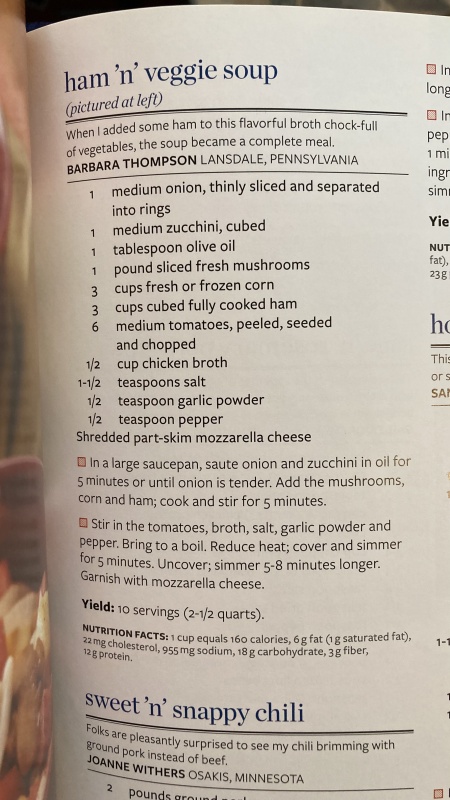 ham 'n' veggie soup
(pictured at left)
When I added some ham to this flavorful broth chock-full
of vegetables, the soup became a complete meal.
BARBARA THOMPSON LANSDALE, PENNSYLVANIA
1 medium onion, thinly sliced and separated
into rings
1 medium zucchini, cubed
1 tablespoon olive oil
1 pound sliced fresh mushrooms
3 cups fresh or frozen corn
3 cups cubed fully cooked ham
6 medium tomatoes, peeled, seeded
and chopped
1/2 cup chicken broth
1-1/2 teaspoons salt
1/2 teaspoon garlic powder
1/2 teaspoon pepper
Shredded part-skim mozzarella cheese
In a large saucepan, saute onion and zucchini in oil for
5 minutes or until onion is tender. Add the mushrooms,
corn and ham; cook and stir for 5 minutes.
Stir in the tomatoes, broth, salt, garlic powder and
pepper. Bring to a boil. Reduce heat; cover and simmer
for 5 minutes. Uncover; simmer 5-8 minutes longer.
Garnish with mozzarella cheese.
Yield: 10 servings (2-1/2 quarts).
NUTRITION FACTS: 1 cup equals 160 calories, 6 g fat (1 g saturated fat),
22 mg cholesterol, 955 mg sodium, 18 g carbohydrate, 3 g fiber,
12 g protein.
sweet 'n' snappy chili
Folks are pleasantly surprised to see my chili brimming with
ground pork instead of beef.
JOANNE WITHERS OSAKIS, MINNESOTA
2 pounds ground
In
long
In
pep
1 mi
ingr
sim
Yie
NUT
fat),
23 g
ho
This
or s
SAN
1-1